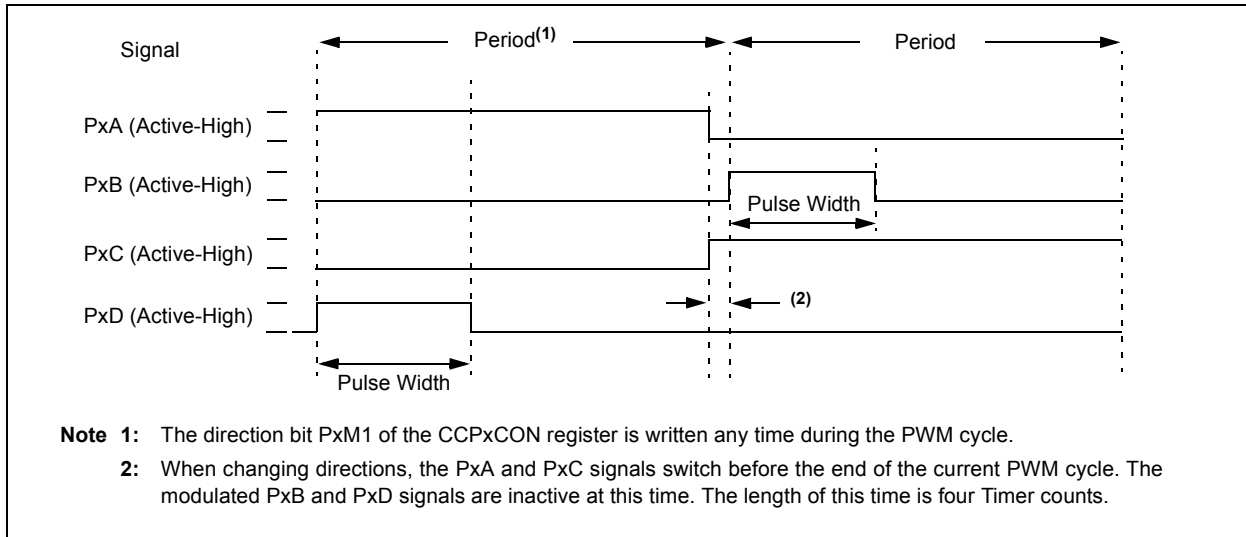 Signal
Period(1)
Period
PxA (Active-High)
PxB (Active-High)
Pulse Width
PxC (Active-High)
(2)
PxD (Active-High)
Pulse Width
Note 1: The direction bit PxM1 of the CCPxCON register is written any time during the PWM cycle.
2: When changing directions, the PxA and PxC signals switch before the end of the current PWM cycle. The
modulated PxB and PxD signals are inactive at this time. The length of this time is four Timer counts.